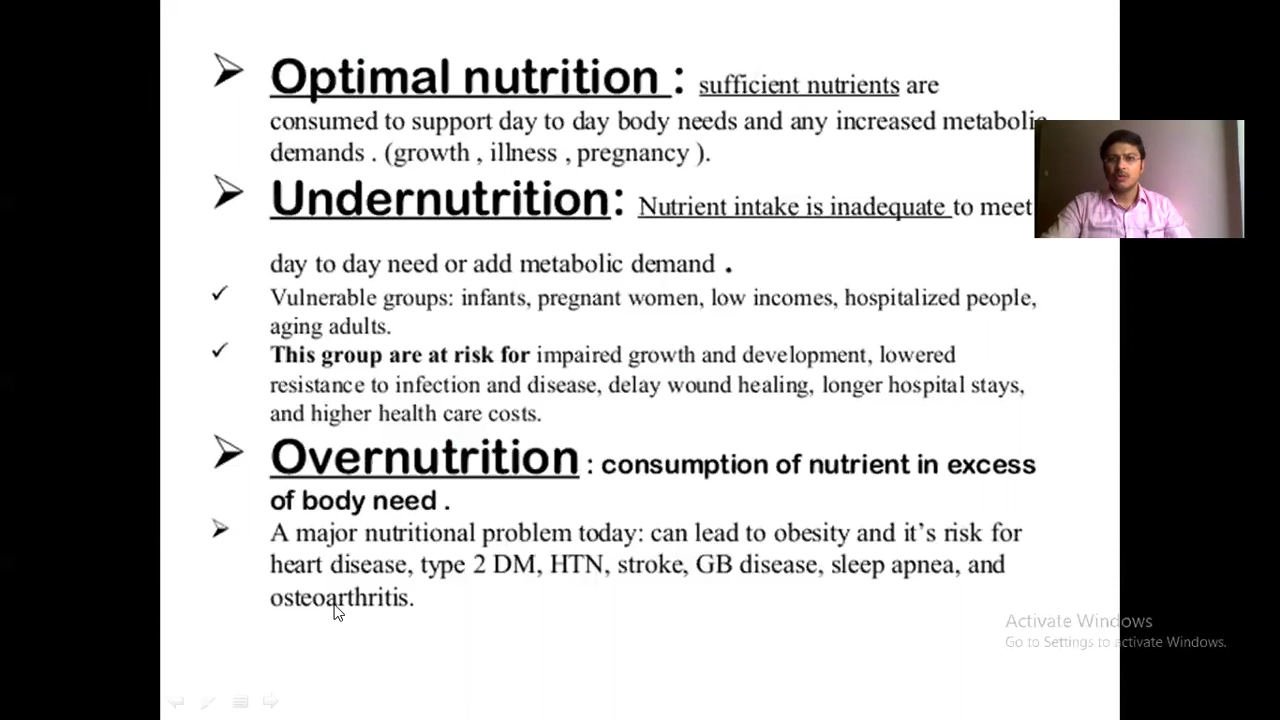 Optimal nutrition : sufficient nutrients are
consumed to support day to day body needs and any increased metabolic
demands . (growth , illness , pregnancy ).
Undernutrition: Nutrient intake is inadequate to meet
day to day need or add metabolic demand .
Vulnerable groups: infants, pregnant women, low incomes, hospitalized people,
aging adults.
This group are at risk for impaired growth and development, lowered
resistance to infection and disease, delay wound healing, longer hospital stays,
and higher health care costs.
Overnutrition : consumption of nutrient in excess
of body need .
A major nutritional problem today: can lead to obesity and it's risk for
heart disease, type 2 DM, HTN, stroke, GB disease, sleep apnea, and
osteoarthritis.
Activate Windows
Go to Settings to activate Windows.